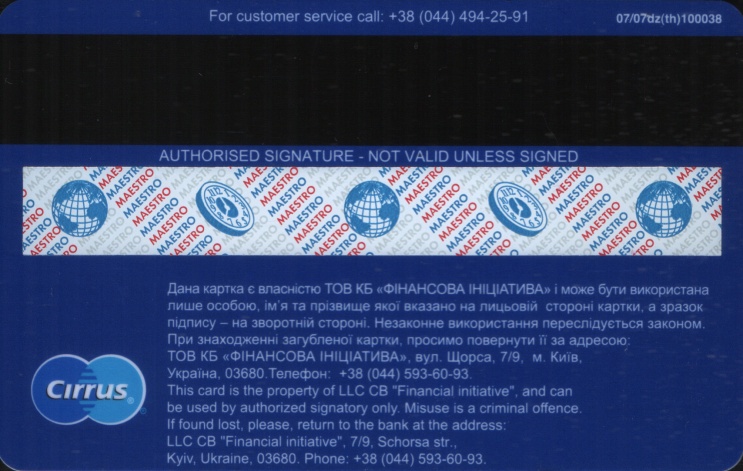 For customer service call: +38 (044) 494-25-91
07/07dz(th)100038
AUTHORISED SIGNATURE - NOT VALID UNLESS SIGNED
MAESTRO MAESTRO MAESTRO MAESTRO MAESTRO MAESTRO
Дана картка є власністю ТОВ КБ «ФІНАНСОВА ІНІЦІАТИВА» і може бути використана
лише особою, ім'я та прізвище якої вказано на лицьовій стороні картки, а зразок
підпису – на зворотній стороні. Незаконне використання переслідується законом.
При знаходженні загубленої картки, просимо повернути її за адресою:
ТОВ КБ «ФІНАНСОВА ІНІЦІАТИВА», вул. Щорса, 7/9, м. Київ,
Україна, 03680.Телефон: +38 (044) 593-60-93.
Cirrus®
This card is the property of LLC CB "Financial initiative", and can
be used by authorized signatory only. Misuse is a criminal offence.
If found lost, please, return to the bank at the address:
LLC CB "Financial initiative", 7/9, Schorsa str.,
Kyiv, Ukraine, 03680. Phone: +38 (044) 593-60-93.